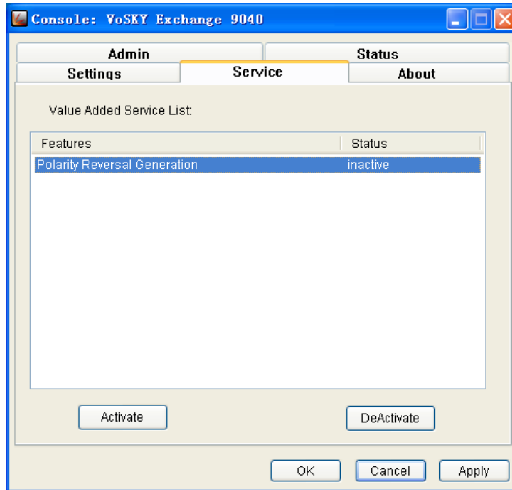 Console: VoSKY Exchange 9040
Admin Status
Settings Service About
Value Added Service List:
Features Status
Polarity Reversal Generation inactive
Activate DeActivate
OK Cancel Apply